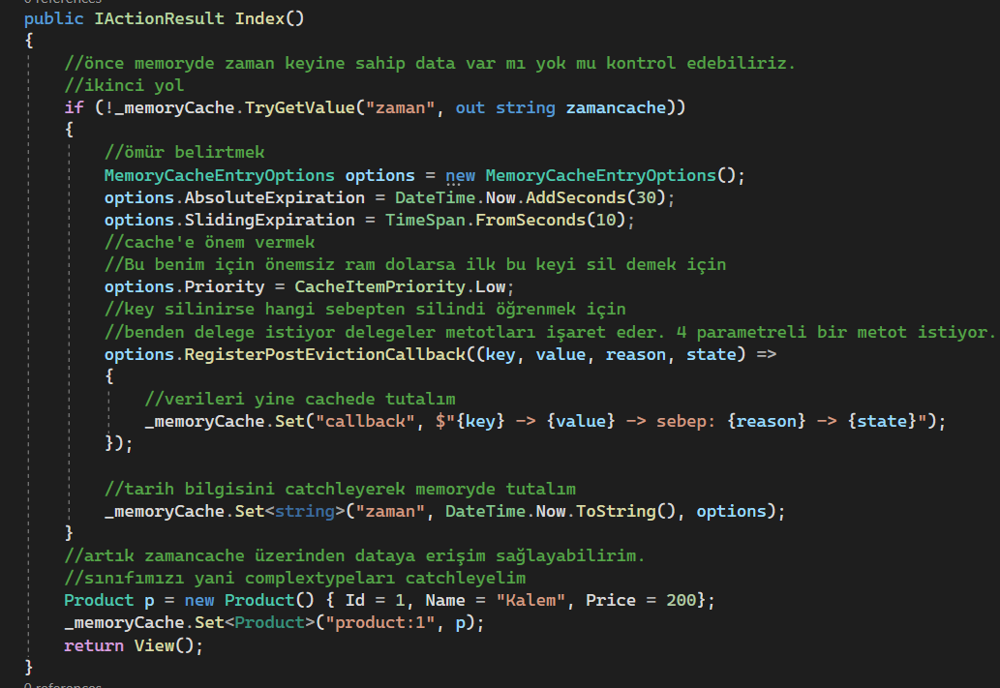 0 references
public IActionResult Index()
{
//önce memoryde zaman keyine sahip data var mı yok mu kontrol edebiliriz.
//ikinci yol
if (!_memoryCache.TryGetValue("zaman", out string zamancache))
{
//ömür belirtmek
MemoryCacheEntryOptions options = new MemoryCacheEntryOptions();
options.AbsoluteExpiration = DateTime.Now.AddSeconds(30);
options.SlidingExpiration = TimeSpan.FromSeconds(10);
//cache'e önem vermek
//Bu benim için önemsiz ram dolarsa ilk bu keyi sil demek için
options.Priority = CacheItemPriority.Low;
//key silinirse hangi sebepten silindi öğrenmek için
//benden delege istiyor delegeler metotları işaret eder. 4 parametreli bir metot istiyor.
options.RegisterPostEvictionCallback((key, value, reason, state) =>
{
//verileri yine cachede tutalım
_memoryCache.Set("callback", $"{key} -> {value} -> sebep: {reason} -> {state}");
});
//tarih bilgisini catchleyerek memoryde tutalım
_memoryCache.Set<string>("zaman", DateTime.Now.ToString(), options);
}
//artık zamancache üzerinden dataya erişim sağlayabilirim.
//sınıfımızı yani complextypeları catchleyelim
Product p = new Product() { Id = 1, Name = "Kalem", Price = 200};
_memoryCache.Set<Product>("product:1", p);
return View();
}
0 references